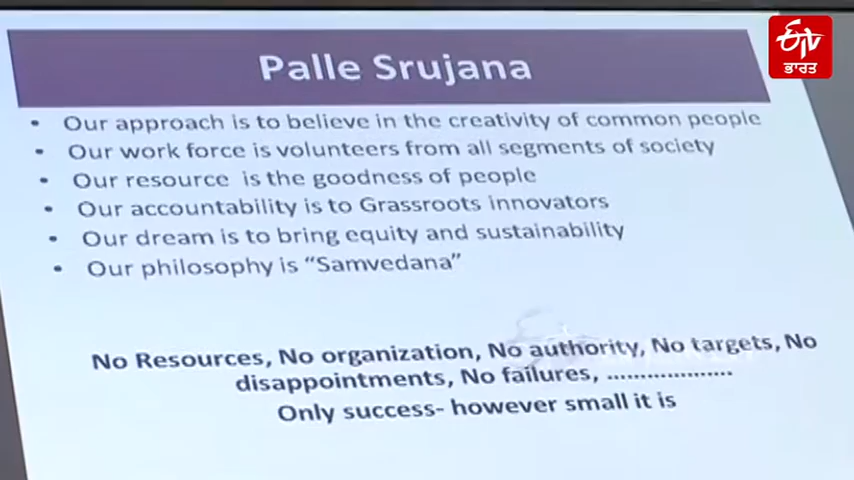 Palle Srujana
ETV
ਭਾਰਤ
• Our approach is to believe in the creativity of common people
• Our work force is volunteers from all segments of society
• Our resource is the goodness of people
• Our accountability is to Grassroots innovators
• Our dream is to bring equity and sustainability
• Our philosophy is “Samvedana”
No Resources, No organization, No authority, No targets, No
disappointments, No failures, ...................
Only success- however small it is